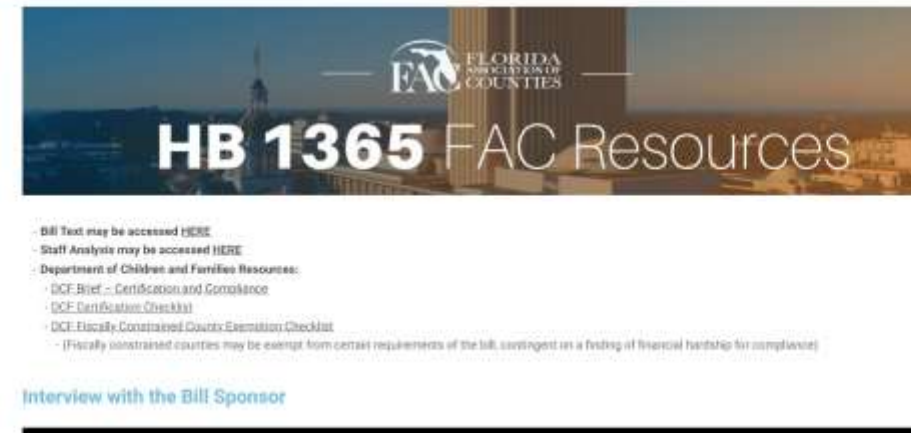 FAC FLORIDA
ASSOCIATION OF
COUNTIES
HB 1365 FAC Resources
- Bill Text may be accessed HERE
- Staff Analysis may be accessed HERE
- Department of Children and Families Resources:
- DCF Brief – Certification and Compliance
- DCF Certification Checklist
- DCF Fiscally Constrained County Exemption Checklist
- (Fiscally constrained counties may be exempt from certain requirements of the bill, contingent on a finding of financial hardship for compliance)
Interview with the Bill Sponsor